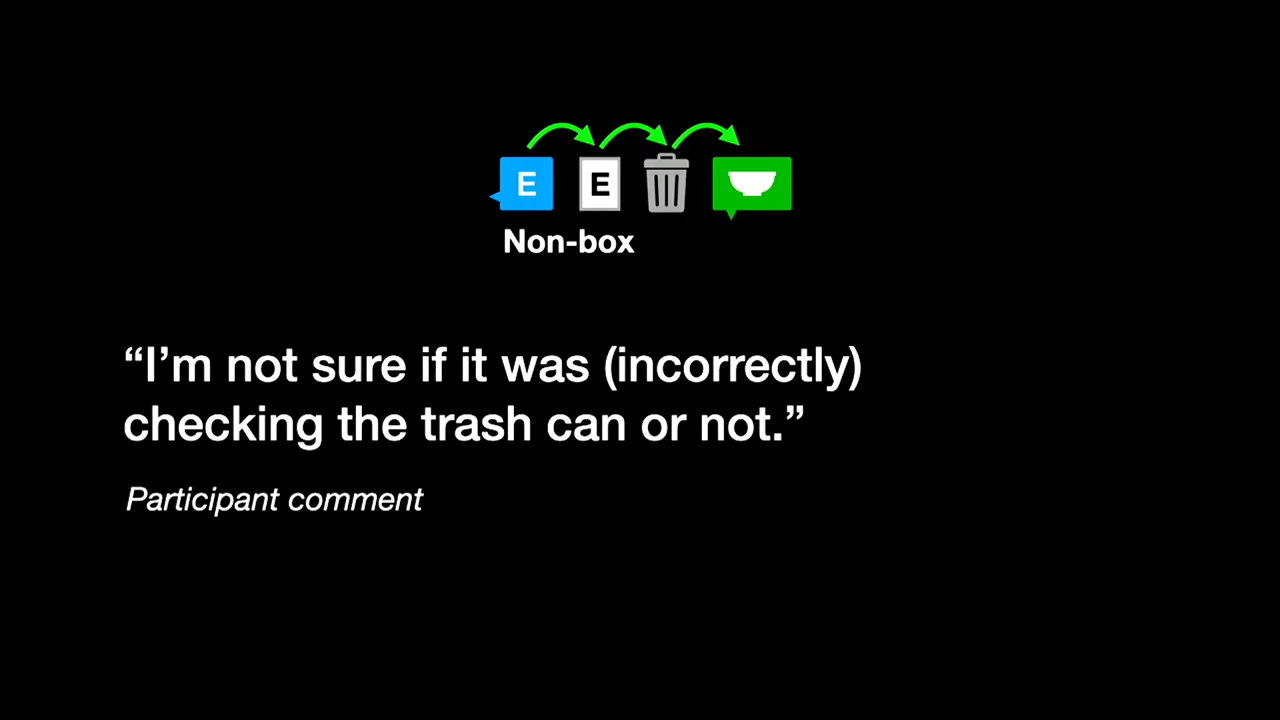 E E
Non-box
“I’m not sure if it was (incorrectly)
checking the trash can or not.”
Participant comment